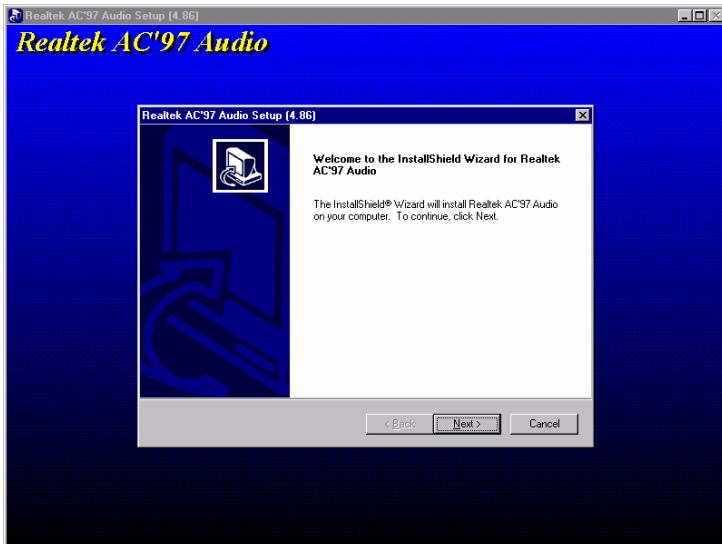 Realtek AC'97 Audio Setup (4.86)
Realtek AC'97 Audio
Realtek AC'97 Audio Setup (4.86)
Welcome to the InstallShield Wizard for Realtek
AC'97 Audio
The InstallShield® Wizard will install Realtek AC'97 Audio
on your computer. To continue, click Next.
< Back
Next >
Cancel